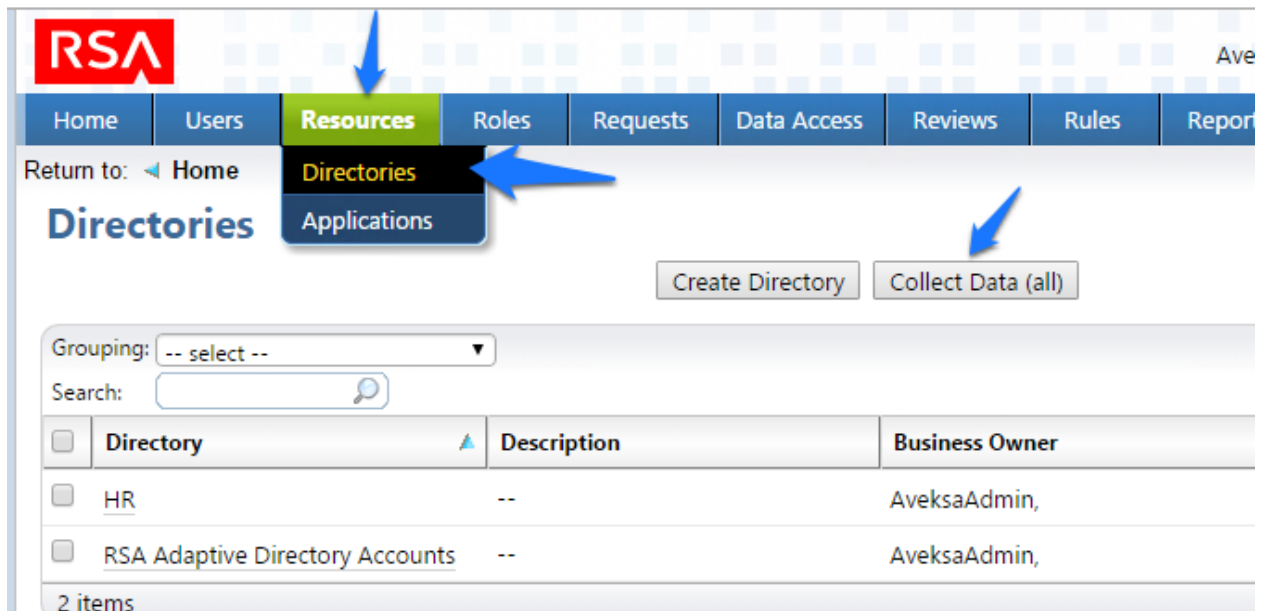 RSA
Ave
Home Users Resources Roles Requests Data Access Reviews Rules Report
Return to: Home Directories
Directories Applications
Create Directory Collect Data (all)
Grouping: -- select --
Search:
Directory Description Business Owner
HR -- AveksaAdmin,
RSA Adaptive Directory Accounts -- AveksaAdmin,
2 items